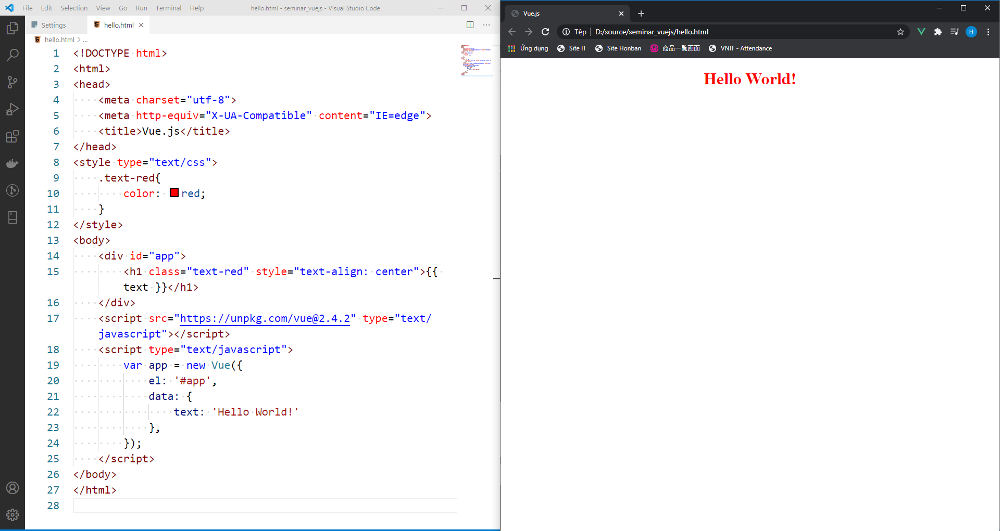 File Edit Selection View Go Run Terminal Help hello.html - seminar_vuejs - Visual Studio Code
Settings hello.html
hello.html > ...
1 <!DOCTYPE html>
2 <html>
3 <head>
4 <meta charset="utf-8">
5 <meta http-equiv="X-UA-Compatible" content="IE=edge">
6 <title>Vue.js</title>
7 </head>
8 <style type="text/css">
9 .text-red{
10 color: red;
11 }
12 </style>
13 <body>
14 <div id="app">
15 <h1 class="text-red" style="text-align: center">{{
text }}</h1>
16 </div>
17 <script src="https://unpkg.com/vue@2.4.2" type="text/
javascript"></script>
18 <script type="text/javascript">
19 var app = new Vue({
20 el: '#app',
21 data: {
22 text: 'Hello World!'
23 },
24 });
25 </script>
26 </body>
27 </html>
28
Vue.js
Tệp D:/source/seminar_vuejs/hello.html H
Ứng dụng Site IT Site Honban 商品一覧画面 VNIT - Attendance
Hello World!